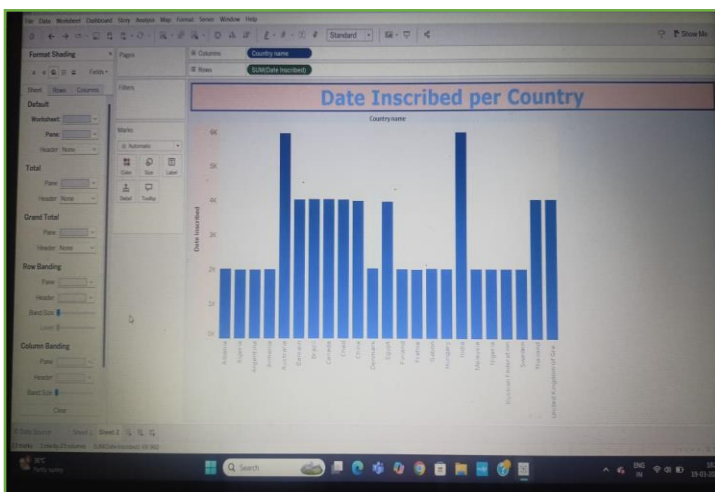 File Data Worksheet Dashboard Story Analysis Map Format Server Window Help
Standard
Show Me
Format Shading
Fields
Sheet Rows Columns
Default
Worksheet:
Pane:
Header: None
Total
Pane:
Header: None
Grand Total
Pane:
Header: None
Row Banding
Pane:
Header:
Band Size
Level
Column Banding
Pane:
Header:
Band Size
Clear
Pages
Filters
Marks
Automatic
Color Size Label
Detail Tooltip
Columns Country name
Rows SUM(Date Inscribed)
Date Inscribed per Country
Country name
Date Inscribed
6K
5K
4K
3K
2K
1K
0K
Albania
Algeria
Argentina
Armenia
Australia
Bahrain
Brazil
Canada
Chad
China
Denmark
Egypt
Finland
France
Gabon
Hungary
India
Nigeria
Russian Federation
Sweden
Thailand
United Kingdom of Gre..
Data Source Sheet 1 Sheet 2
Search
ENG
IN